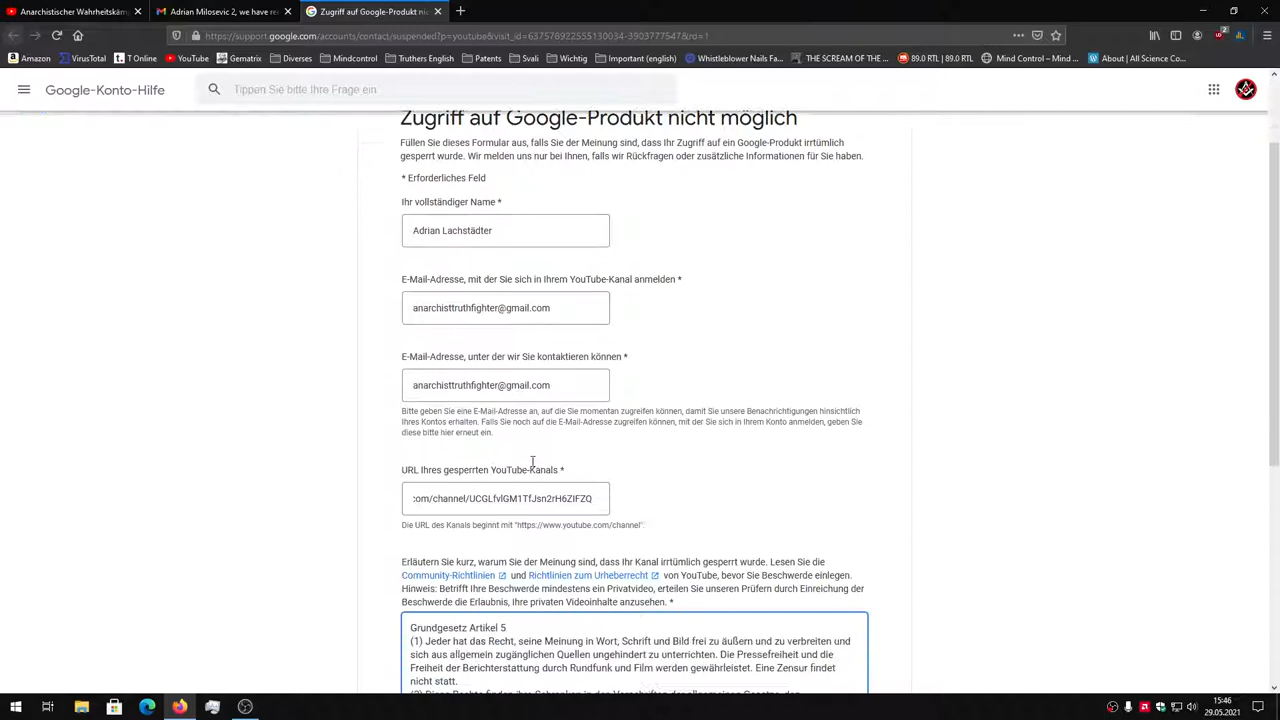 Anarchistischer Wahrheitskäm
Adrian Milosevic 2, we have re
Zugriff auf Google-Produkt nic
https://support.google.com/accounts/contact/suspended?p=youtube&visit_id=637578922555130034-3903777547&rd=1
Amazon
VirusTotal
T Online
YouTube
Gematrix
Diverses
Mindcontrol
Truthers English
Patents
Svali
Wichtig
Important (english)
Whistleblower Nails Fa...
THE SCREAM OF THE ...
89.0 RTL | 89.0 RTL
Mind Control – Mind ...
About | All Science Co...
Google-Konto-Hilfe
Tippen Sie bitte Ihre Frage ein
Zugriff auf Google-Produkt nicht möglich
Füllen Sie dieses Formular aus, falls Sie der Meinung sind, dass Ihr Zugriff auf ein Google-Produkt irrtümlich
gesperrt wurde. Wir melden uns nur bei Ihnen, falls wir Rückfragen oder zusätzliche Informationen für Sie haben.
* Erforderliches Feld
Ihr vollständiger Name *
Adrian Lachstädter
E-Mail-Adresse, mit der Sie sich in Ihrem YouTube-Kanal anmelden *
anarchisttruthfighter@gmail.com
E-Mail-Adresse, unter der wir Sie kontaktieren können *
anarchisttruthfighter@gmail.com
Bitte geben Sie eine E-Mail-Adresse an, auf die Sie momentan zugreifen können, damit Sie unsere Benachrichtigungen hinsichtlich
Ihres Kontos erhalten. Falls Sie noch auf die E-Mail-Adresse zugreifen können, mit der Sie sich in Ihrem Konto anmelden, geben Sie
diese bitte hier erneut ein.
URL Ihres gesperrten YouTube-Kanals *
com/channel/UCGLfvlGM1TfJsn2rH6ZIFZQ
Die URL des Kanals beginnt mit "https://www.youtube.com/channel":
Erläutern Sie kurz, warum Sie der Meinung sind, dass Ihr Kanal irrtümlich gesperrt wurde. Lesen Sie die
Community-Richtlinien und Richtlinien zum Urheberrecht von YouTube, bevor Sie Beschwerde einlegen.
Hinweis: Betrifft Ihre Beschwerde mindestens ein Privatvideo, erteilen Sie unseren Prüfern durch Einreichung der
Beschwerde die Erlaubnis, Ihre privaten Videoinhalte anzusehen. *
Grundgesetz Artikel 5
(1) Jeder hat das Recht, seine Meinung in Wort, Schrift und Bild frei zu äußern und zu verbreiten und
sich aus allgemein zugänglichen Quellen ungehindert zu unterrichten. Die Pressefreiheit und die
Freiheit der Berichterstattung durch Rundfunk und Film werden gewährleistet. Eine Zensur findet
nicht statt.
15:46
29.05.2021